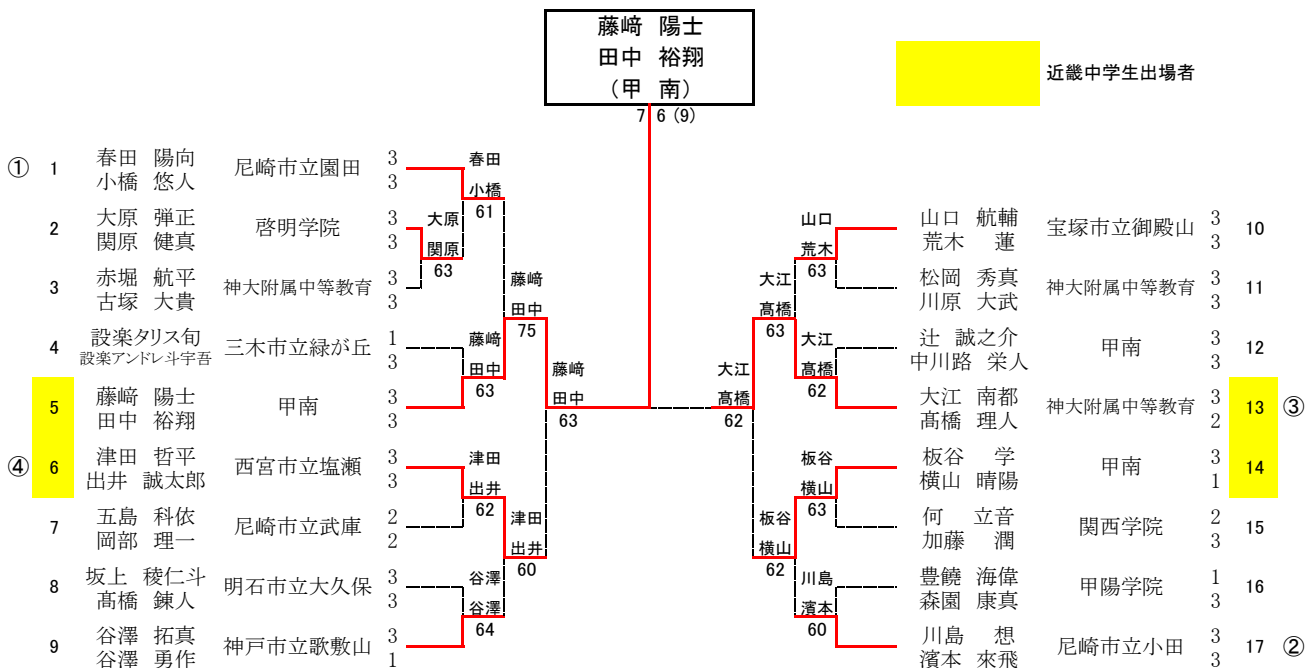 藤﨑 陽士
田中 裕翔
（甲 南）
7 6 (9)
近畿中学生出場者
① 1 春田 陽向 小橋 悠人 尼崎市立園田 3 3
2 大原 弾正 関原 健真 啓明学院 3 3
3 赤堀 航平 古塚 大貴 神大附属中等教育 3 3
4 設楽タリス旬 設楽アンドレ斗宇吾 三木市立緑が丘 1 3
5 藤﨑 陽士 田中 裕翔 甲南 3 3
④ 6 津田 哲平 出井 誠太郎 西宮市立塩瀬 3 3
7 五島 科依 岡部 理一 尼崎市立武庫 2 2
8 坂上 稜仁斗 髙橋 錬人 明石市立大久保 3 3
9 谷澤 拓真 谷澤 勇作 神戸市立歌敷山 3 1
春田 小橋 61
大原 関原 63
藤﨑 田中 63
藤﨑 田中 75
津田 出井 62
谷澤 谷澤 64
津田 出井 60
藤﨑 田中 63
大江 髙橋 62
大江 髙橋 63
山口 荒木 63
大江 髙橋 62
板谷 横山 63
板谷 横山 62
川島 濱本 60
山口 航輔 荒木 蓮 宝塚市立御殿山 3 3 10
松岡 秀真 川原 大武 神大附属中等教育 3 3 11
辻 誠之介 中川路 栄人 甲南 3 3 12
大江 南都 髙橋 理人 神大附属中等教育 3 2 13 ③
板谷 学 横山 晴陽 甲南 3 1 14
何 立音 加藤 潤 関西学院 2 3 15
豊饒 海偉 森園 康真 甲陽学院 1 3 16
川島 想 濱本 來飛 尼崎市立小田 3 3 17 ②